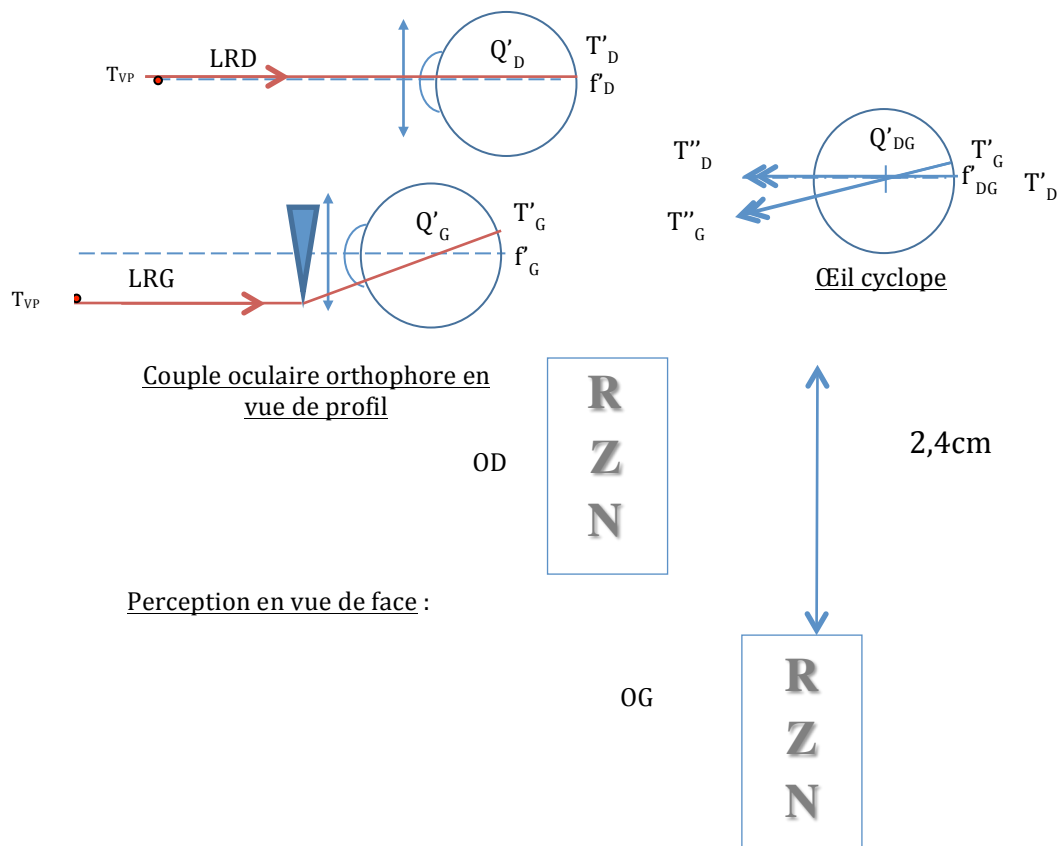 LRD
Q'D
T'D
TVP
f'D
Q'DG
T'G
T''D
f'DG
T'D
T''G
Œil cyclope
Q'G
T'G
f'G
LRG
TVP
Couple oculaire orthophore en
vue de profil
OD
R
Z
N
2,4cm
Perception en vue de face :
OG
R
Z
N